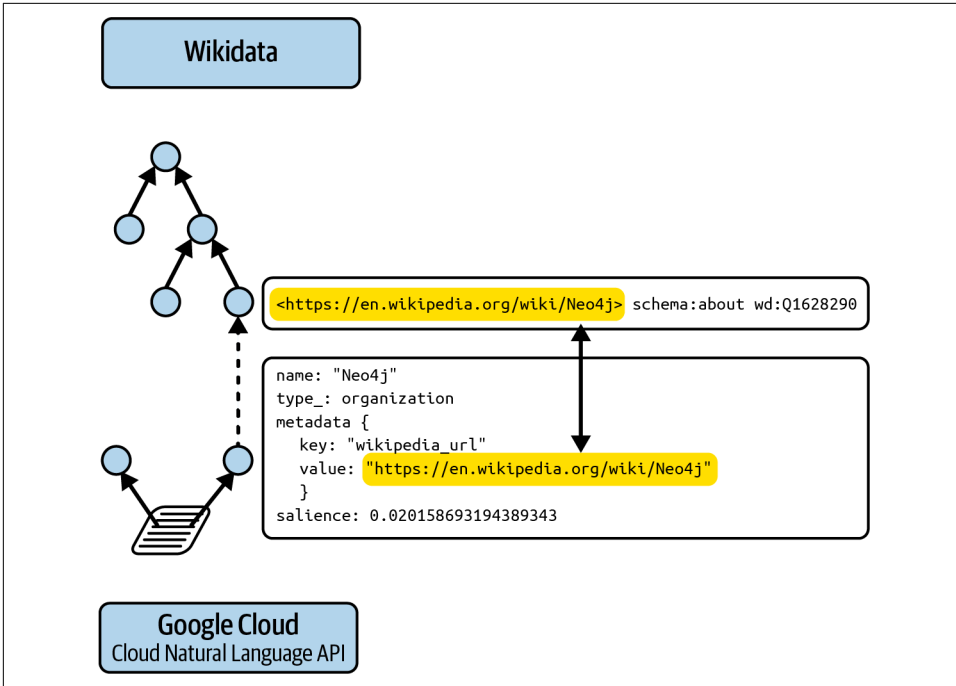 Wikidata
<https://en.wikipedia.org/wiki/Neo4j> schema:about wd:Q1628290
name: "Neo4j"
type_: organization
metadata {
key: "wikipedia_url"
value: "https://en.wikipedia.org/wiki/Neo4j"
}
salience: 0.020158693194389343
Google Cloud
Cloud Natural Language API